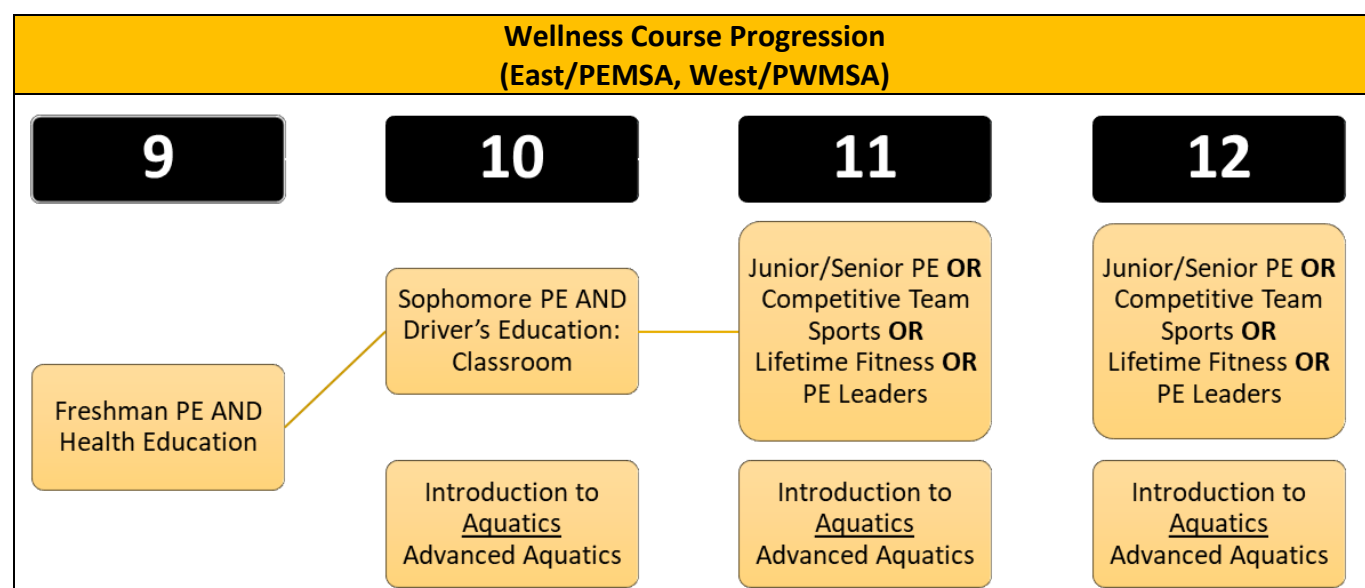 Wellness Course Progression
(East/PEMSA, West/PWMSA)
9
10
11
12
Freshman PE AND
Health Education
Sophomore PE AND
Driver’s Education:
Classroom
Junior/Senior PE OR
Competitive Team
Sports OR
Lifetime Fitness OR
PE Leaders
Junior/Senior PE OR
Competitive Team
Sports OR
Lifetime Fitness OR
PE Leaders
Introduction to
Aquatics
Advanced Aquatics
Introduction to
Aquatics
Advanced Aquatics
Introduction to
Aquatics
Advanced Aquatics